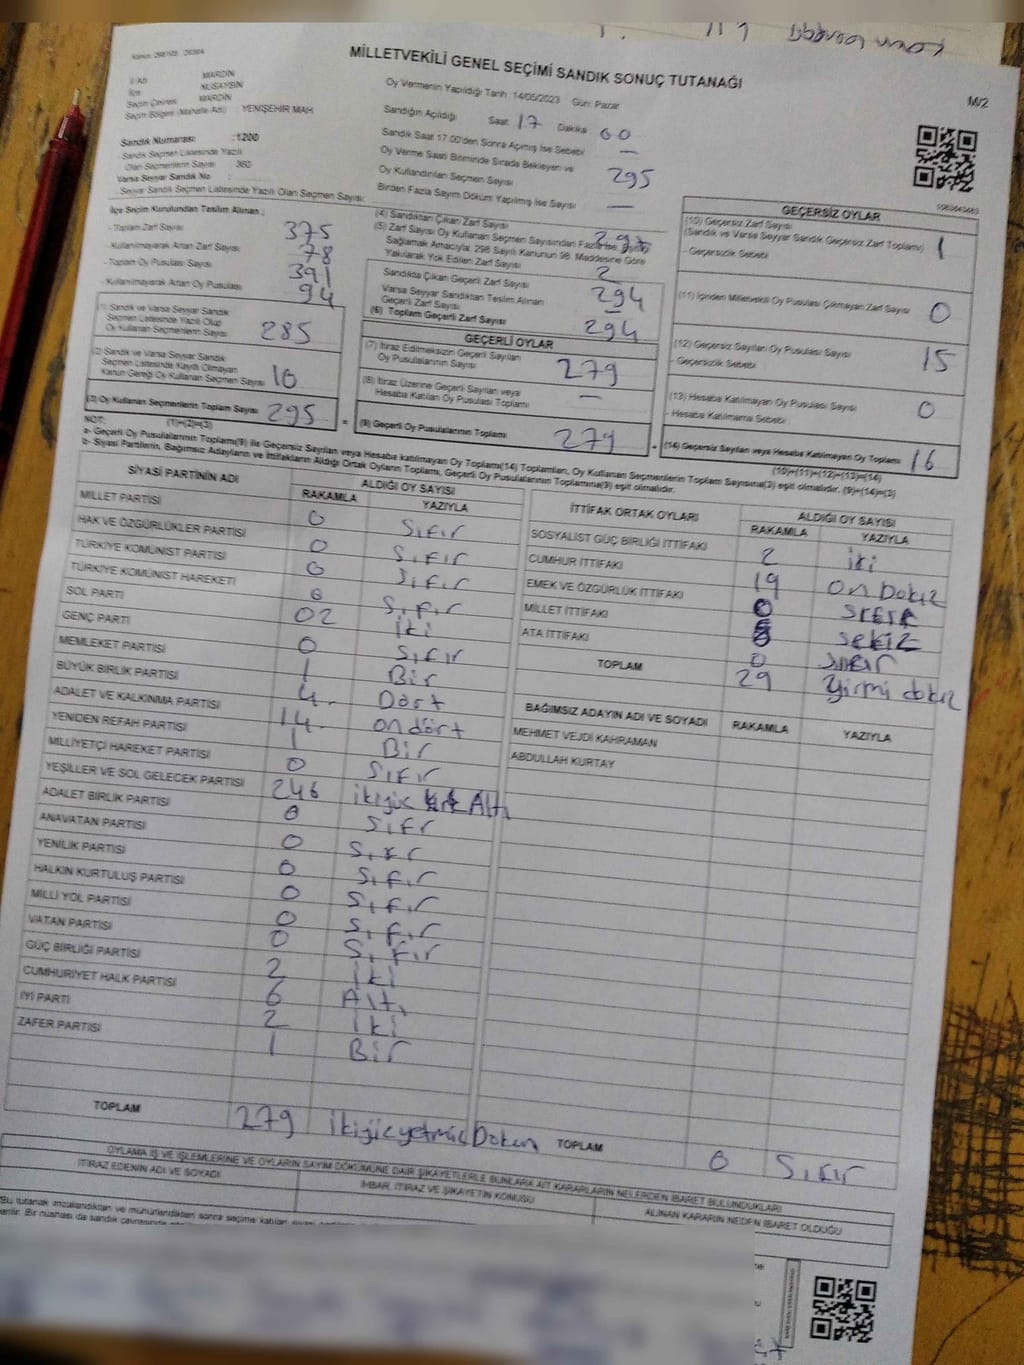 MİLLETVEKİLİ GENEL SEÇİMİ SANDIK SONUÇ TUTANAĞI
M/2
İl Adı MARDİN
İlçe NUSAYBİN
Seçim Çevresi MARDİN
Seçim Bölgesi (Mahalle Adı) YENİŞEHİR MAH
Sandık Numarası :1200
- Sandık Seçmen Listesinde Yazılı
Olan Seçmenlerin Sayısı 360
Varsa Seyyar Sandık No :
- Seyyar Sandık Seçmen Listesinde Yazılı Olan Seçmen Sayısı:
Oy Vermenin Yapıldığı Tarih 14/05/2023 Gün: Pazar
Sandığın Açıldığı Saat 17 Dakika 00
Sandık Saat 17.00'den Sonra Açılmış İse Sebebi —
Oy Verme Saati Bitiminde Sırada Bekleyen ve
Oy Kullandırılan Seçmen Sayısı 295
Birden Fazla Sayım Döküm Yapılmış İse Sayısı —
İlçe Seçim Kurulundan Teslim Alınan ;
- Toplam Zarf Sayısı 375
- Kullanılmayarak Artan Zarf Sayısı 78
- Toplam Oy Pusulası Sayısı 391
- Kullanılmayarak Artan Oy Pusulası 94
(1) Sandık ve Varsa Seyyar Sandık
Seçmen Listesinde Yazılı Olup
Oy Kullanan Seçmenlerin Sayısı 285
(2) Sandık ve Varsa Seyyar Sandık
Seçmen Listesinde Kayıtlı Olmayan
Kanun Gereği Oy Kullanan Seçmen Sayısı 10
(3) Oy Kullanan Seçmenlerin Toplam Sayısı 295
(1)+(2)=(3)
(4) Sandıktan Çıkan Zarf Sayısı
(5) Zarf Sayısı Oy Kullanan Seçmen Sayısından Fazla İse, Eşitliği
Sağlamak Amacıyla; 298 Sayılı Kanunun 98. Maddesine Göre
Yakılarak Yok Edilen Zarf Sayısı 2
Sandıkta Çıkan Geçerli Zarf Sayısı 294
Varsa Seyyar Sandıktan Teslim Alınan
Geçerli Zarf Sayısı —
(6) Toplam Geçerli Zarf Sayısı 294
GEÇERLİ OYLAR
(7) İtiraz Edilmeksizin Geçerli Sayılan
Oy Pusulalarının Sayısı 279
(8) İtiraz Üzerine Geçerli Sayılan veya
Hesaba Katılan Oy Pusulası Toplamı —
= (9) Geçerli Oy Pusulalarının Toplamı 279
GEÇERSİZ OYLAR
(10) Geçersiz Zarf Sayısı
(Sandık ve Varsa Seyyar Sandık Geçersiz Zarf Toplamı) 1
- Geçersizlik Sebebi
(11) İçinden Milletvekili Oy Pusulası Çıkmayan Zarf Sayısı 0
(12) Geçersiz Sayılan Oy Pusulası Sayısı 15
- Geçersizlik Sebebi
(13) Hesaba Katılmayan Oy Pusulası Sayısı 0
- Hesaba Katılmama Sebebi
+ (14) Geçersiz Sayılan veya Hesaba Katılmayan Oy Toplamı 16
(10)+(11)+(12)+(13)=(14)
NOT:
a- Geçerli Oy Pusulalarının Toplamı(9) ile Geçersiz Sayılan veya Hesaba katılmayan Oy Toplamı(14) Toplamları, Oy Kullanan Seçmenlerin Toplam Sayısına(3) eşit olmalıdır. (9)+(14)=(3)
b- Siyasi Partilerin, Bağımsız Adayların ve İttifakların Aldığı Ortak Oyların Toplamı, Geçerli Oy Pusulalarının Toplamına(9) eşit olmalıdır.
SİYASİ PARTİNİN ADI ALDIĞI OY SAYISI
RAKAMLA YAZIYLA
MİLLET PARTİSİ 0 Sıfır
HAK VE ÖZGÜRLÜKLER PARTİSİ 0 Sıfır
TÜRKİYE KOMÜNİST PARTİSİ 0 Sıfır
TÜRKİYE KOMÜNİST HAREKETİ 0 Sıfır
SOL PARTİ 02 iki
GENÇ PARTİ 0 Sıfır
MEMLEKET PARTİSİ 1 Bir
BÜYÜK BİRLİK PARTİSİ 4 Dört
ADALET VE KALKINMA PARTİSİ 14 on dört
YENİDEN REFAH PARTİSİ 1 Bir
MİLLİYETÇİ HAREKET PARTİSİ 0 Sıfır
YEŞİLLER VE SOL GELECEK PARTİSİ 246 Altı
ADALET BİRLİK PARTİSİ 0 Sıfr
ANAVATAN PARTİSİ 0 Sıfır
YENİLİK PARTİSİ 0 Sıfır
HALKIN KURTULUŞ PARTİSİ 0 Sıfır
MİLLİ YOL PARTİSİ 0 Sıfır
VATAN PARTİSİ 0 Sıfır
GÜÇ BİRLİĞİ PARTİSİ 2 iki
CUMHURİYET HALK PARTİSİ 6 Altı
İYİ PARTİ 2 iki
ZAFER PARTİSİ 1 Bir
TOPLAM 279
İTTİFAK ORTAK OYLARI ALDIĞI OY SAYISI
RAKAMLA YAZIYLA
SOSYALİST GÜÇ BİRLİĞİ İTTİFAKI 2 iki
CUMHUR İTTİFAKI 19 on Dokuz
EMEK VE ÖZGÜRLÜK İTTİFAKI 0 Sıfır
MİLLET İTTİFAKI 8 sekiz
ATA İTTİFAKI 0 Sıfır
TOPLAM 29 Yirmi dokuz
BAĞIMSIZ ADAYIN ADI VE SOYADI RAKAMLA YAZIYLA
MEHMET VEJDİ KAHRAMAN
ABDULLAH KURTAY
TOPLAM 0 Sıfır
OYLAMA İŞ VE İŞLEMLERİNE VE OYLARIN SAYIM DÖKÜMÜNE DAİR ŞİKAYETLERLE BUNLARA AİT KARARLARIN NELERDEN İBARET BULUNDUKLARI
İTİRAZ EDENİN ADI VE SOYADI
İHBAR, İTİRAZ VE ŞİKAYETİN KONUSU
ALINAN KARARIN NEDEN İBARET OLDUĞU